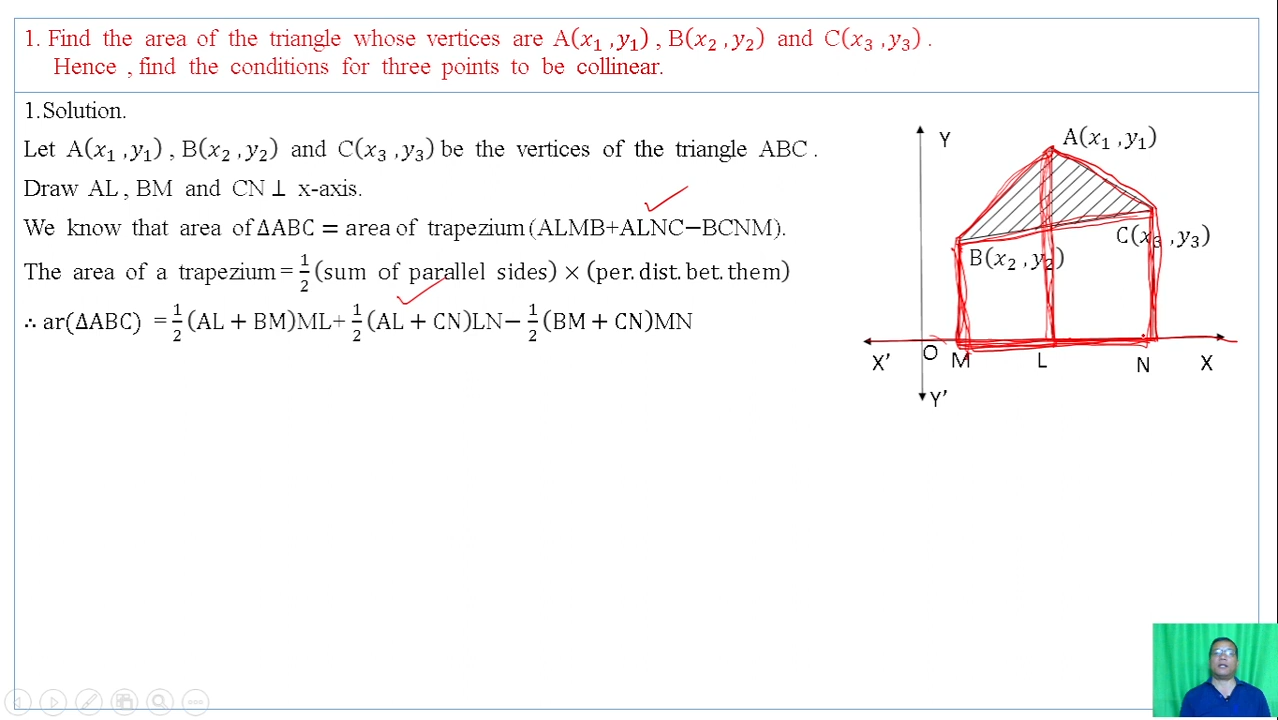 1. Find the area of the triangle whose vertices are A(x₁ ,y₁) , B(x₂ ,y₂) and C(x₃ ,y₃) .
Hence , find the conditions for three points to be collinear.
1.Solution.
Let A(x₁ ,y₁) , B(x₂ ,y₂) and C(x₃ ,y₃) be the vertices of the triangle ABC .
Draw AL , BM and CN ⊥ x-axis.
We know that area of ΔABC = area of trapezium (ALMB+ALNC−BCNM).
The area of a trapezium = 1/2 (sum of parallel sides) × (per. dist. bet. them)
∴ ar(ΔABC) = 1/2 (AL + BM)ML+ 1/2 (AL + CN)LN− 1/2 (BM + CN)MN
Y
A(x₁ ,y₁)
C(x₃ ,y₃)
B(x₂ ,y₂)
X' O M L N X
Y'